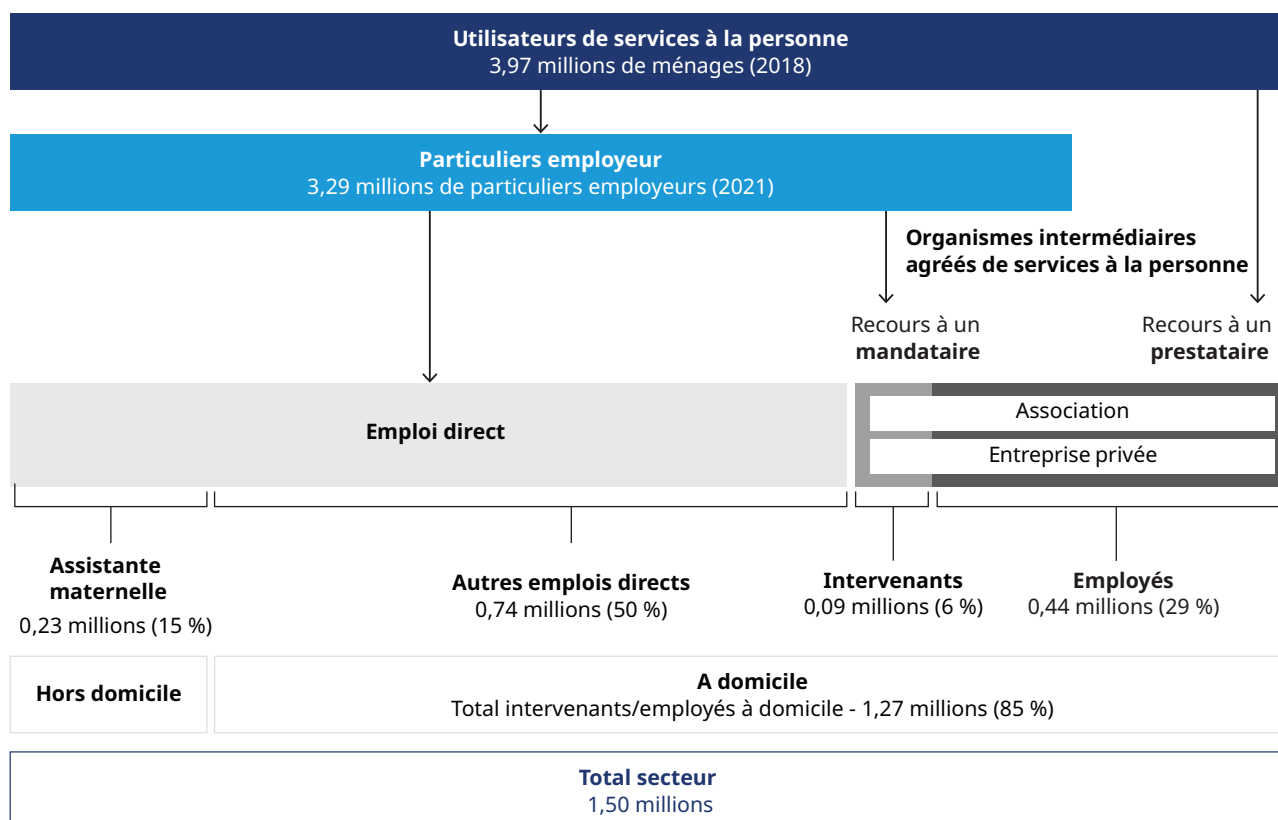 Utilisateurs de services à la personne
3,97 millions de ménages (2018)
Particuliers employeur
3,29 millions de particuliers employeurs (2021)
Organismes intermédiaires
agréés de services à la personne
Recours à un
mandataire
Recours à un
prestataire
Emploi direct
Association
Entreprise privée
Assistante
maternelle
0,23 millions (15 %)
Autres emplois directs
0,74 millions (50 %)
Intervenants
0,09 millions (6 %)
Employés
0,44 millions (29 %)
Hors domicile
A domicile
Total intervenants/employés à domicile - 1,27 millions (85 %)
Total secteur
1,50 millions